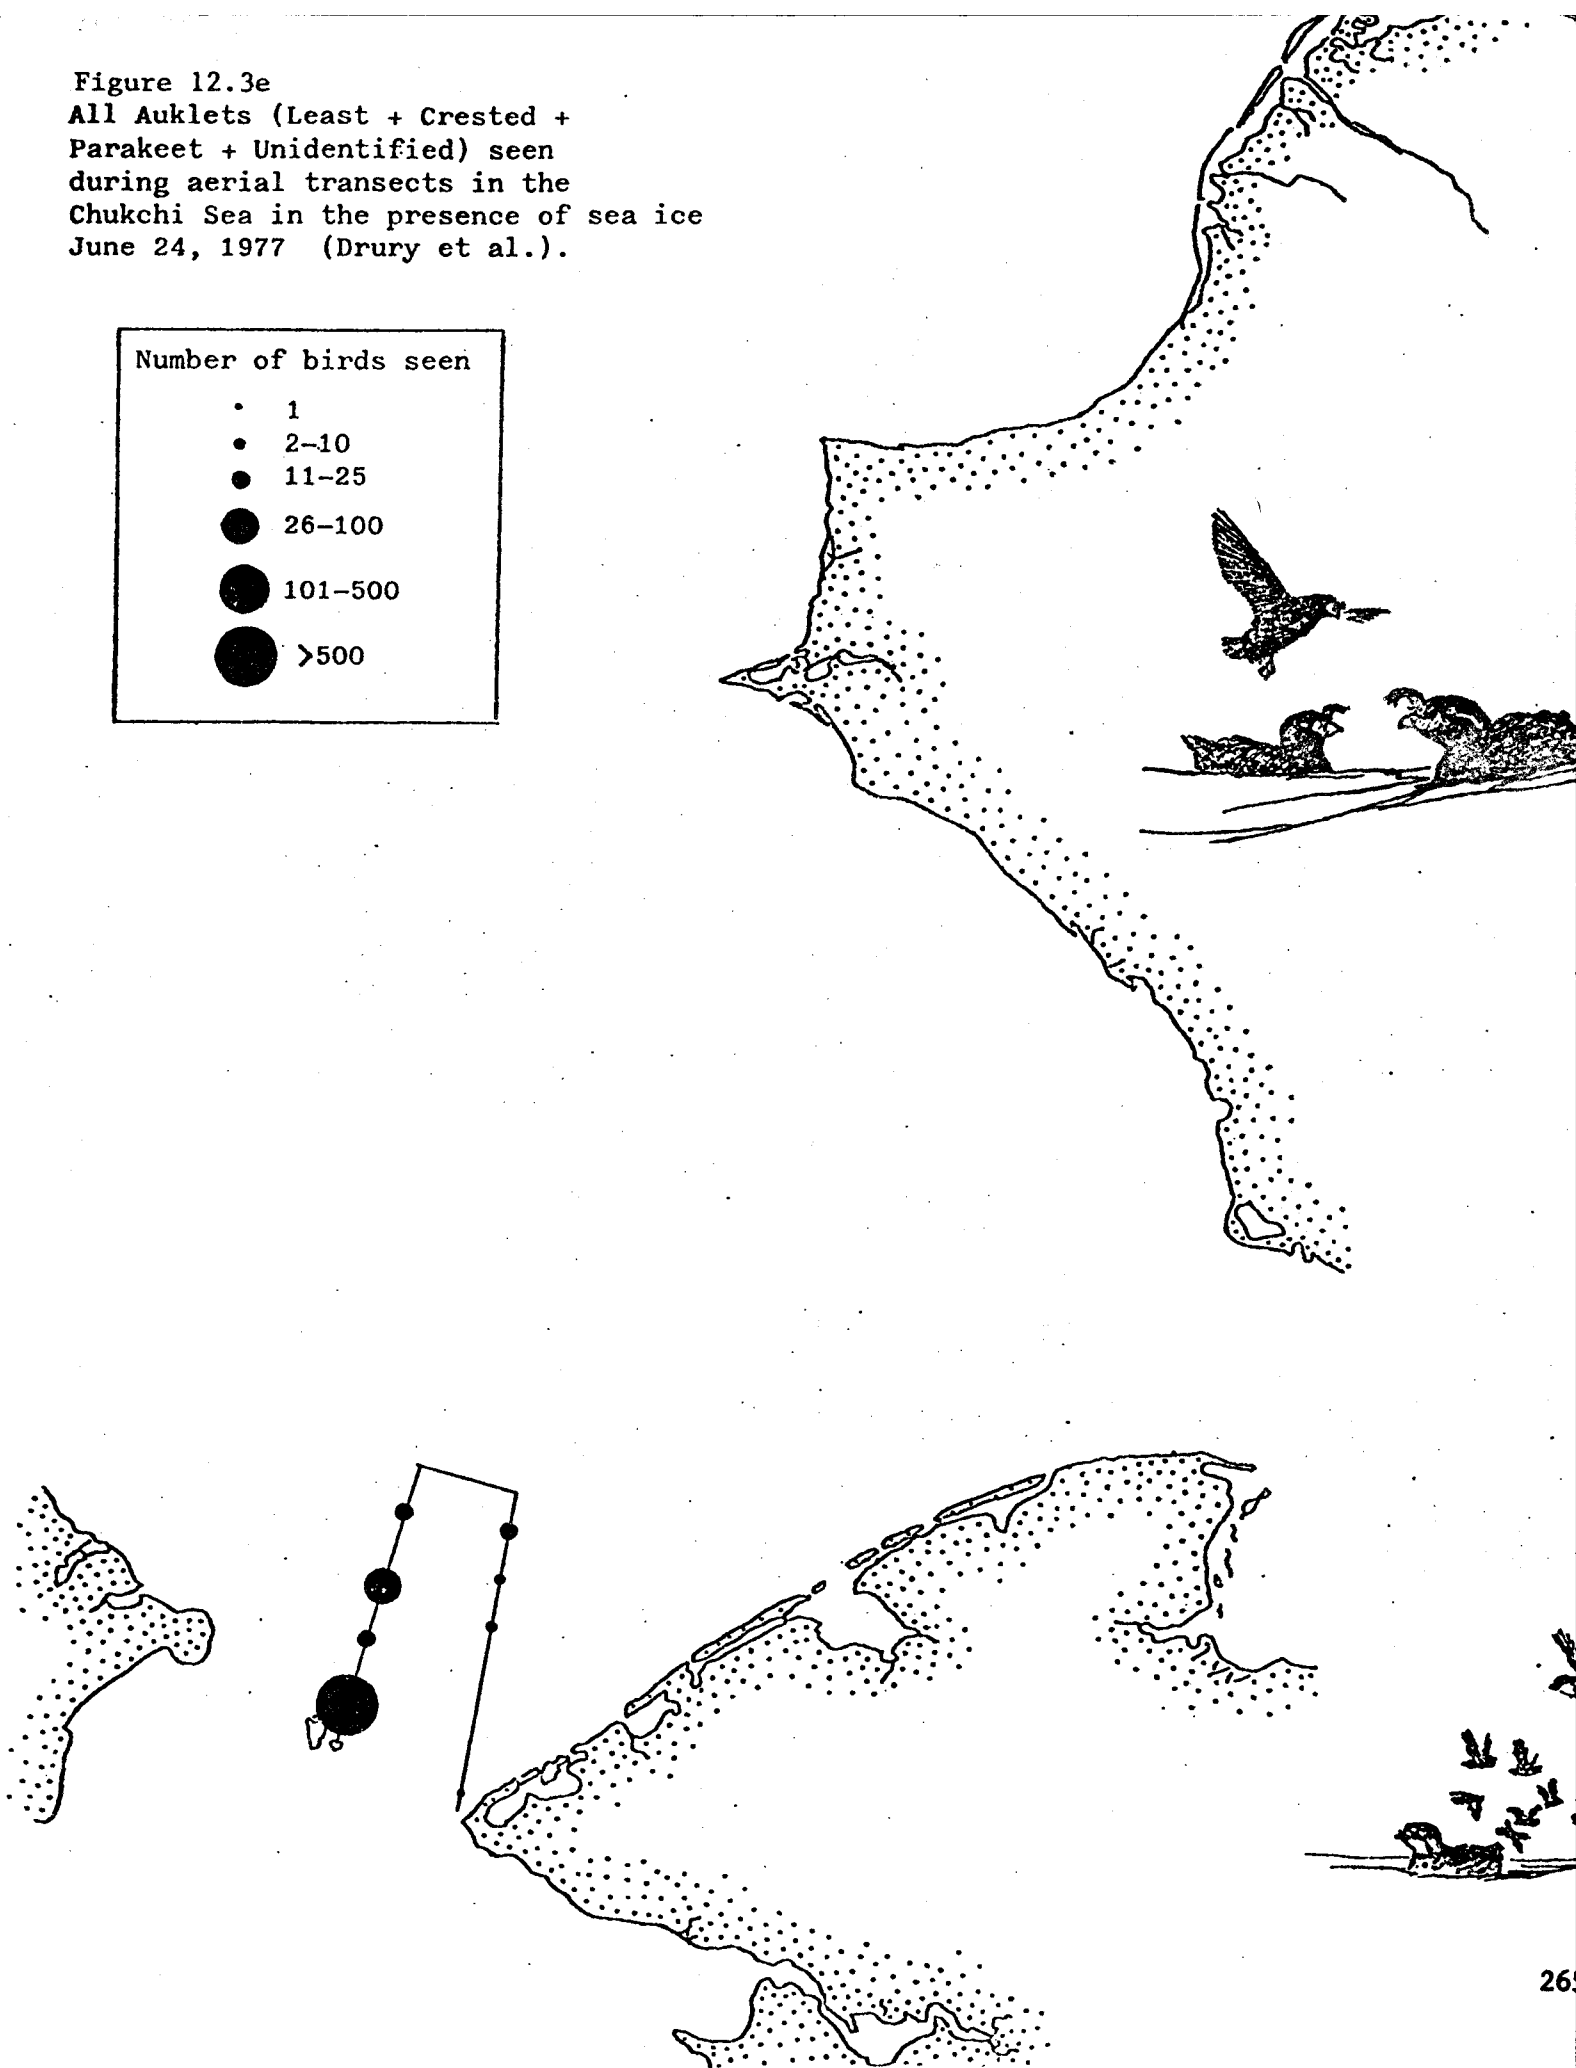 Figure 12.3e
All Auklets (Least + Crested +
Parakeet + Unidentified) seen
during aerial transects in the
Chukchi Sea in the presence of sea ice
June 24, 1977 (Drury et al.).
Number of birds seen
1
2-10
11-25
26-100
101-500
>500